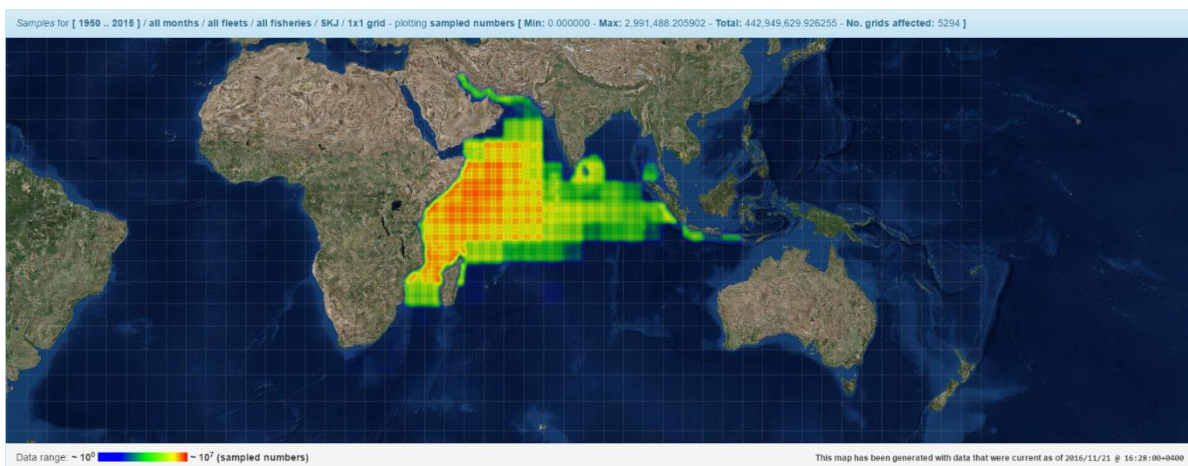 Samples for [ 1950 .. 2015 ] / all months / all fleets / all fisheries / SKJ / 1x1 grid - plotting sampled numbers [ Min: 0.000000 - Max: 2,991,488.205902 - Total: 442,949,629.926255 - No. grids affected: 5294 ]
Data range: ~ 10⁰ ~ 10⁷ (sampled numbers)
This map has been generated with data that were current as of 2016/11/21 @ 16:28:00+0400